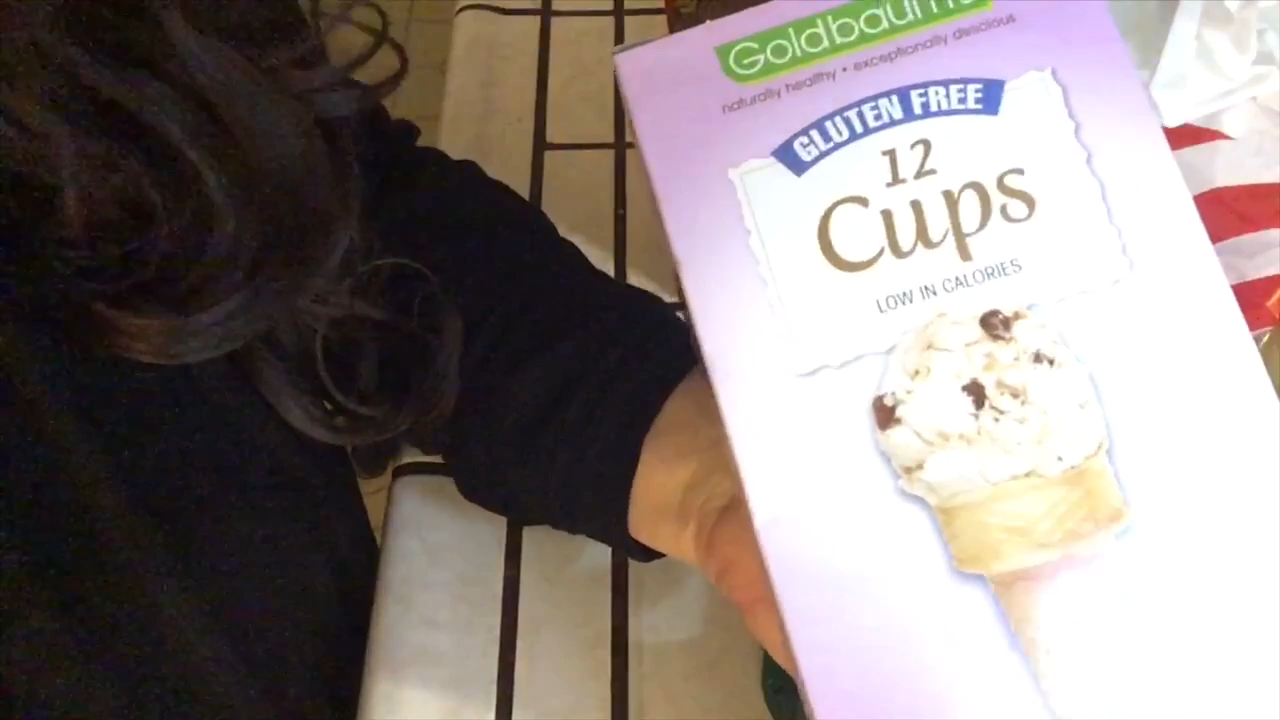 Goldbaum's
naturally healthy • exceptionally delicious
GLUTEN FREE
12
Cups
LOW IN CALORIES